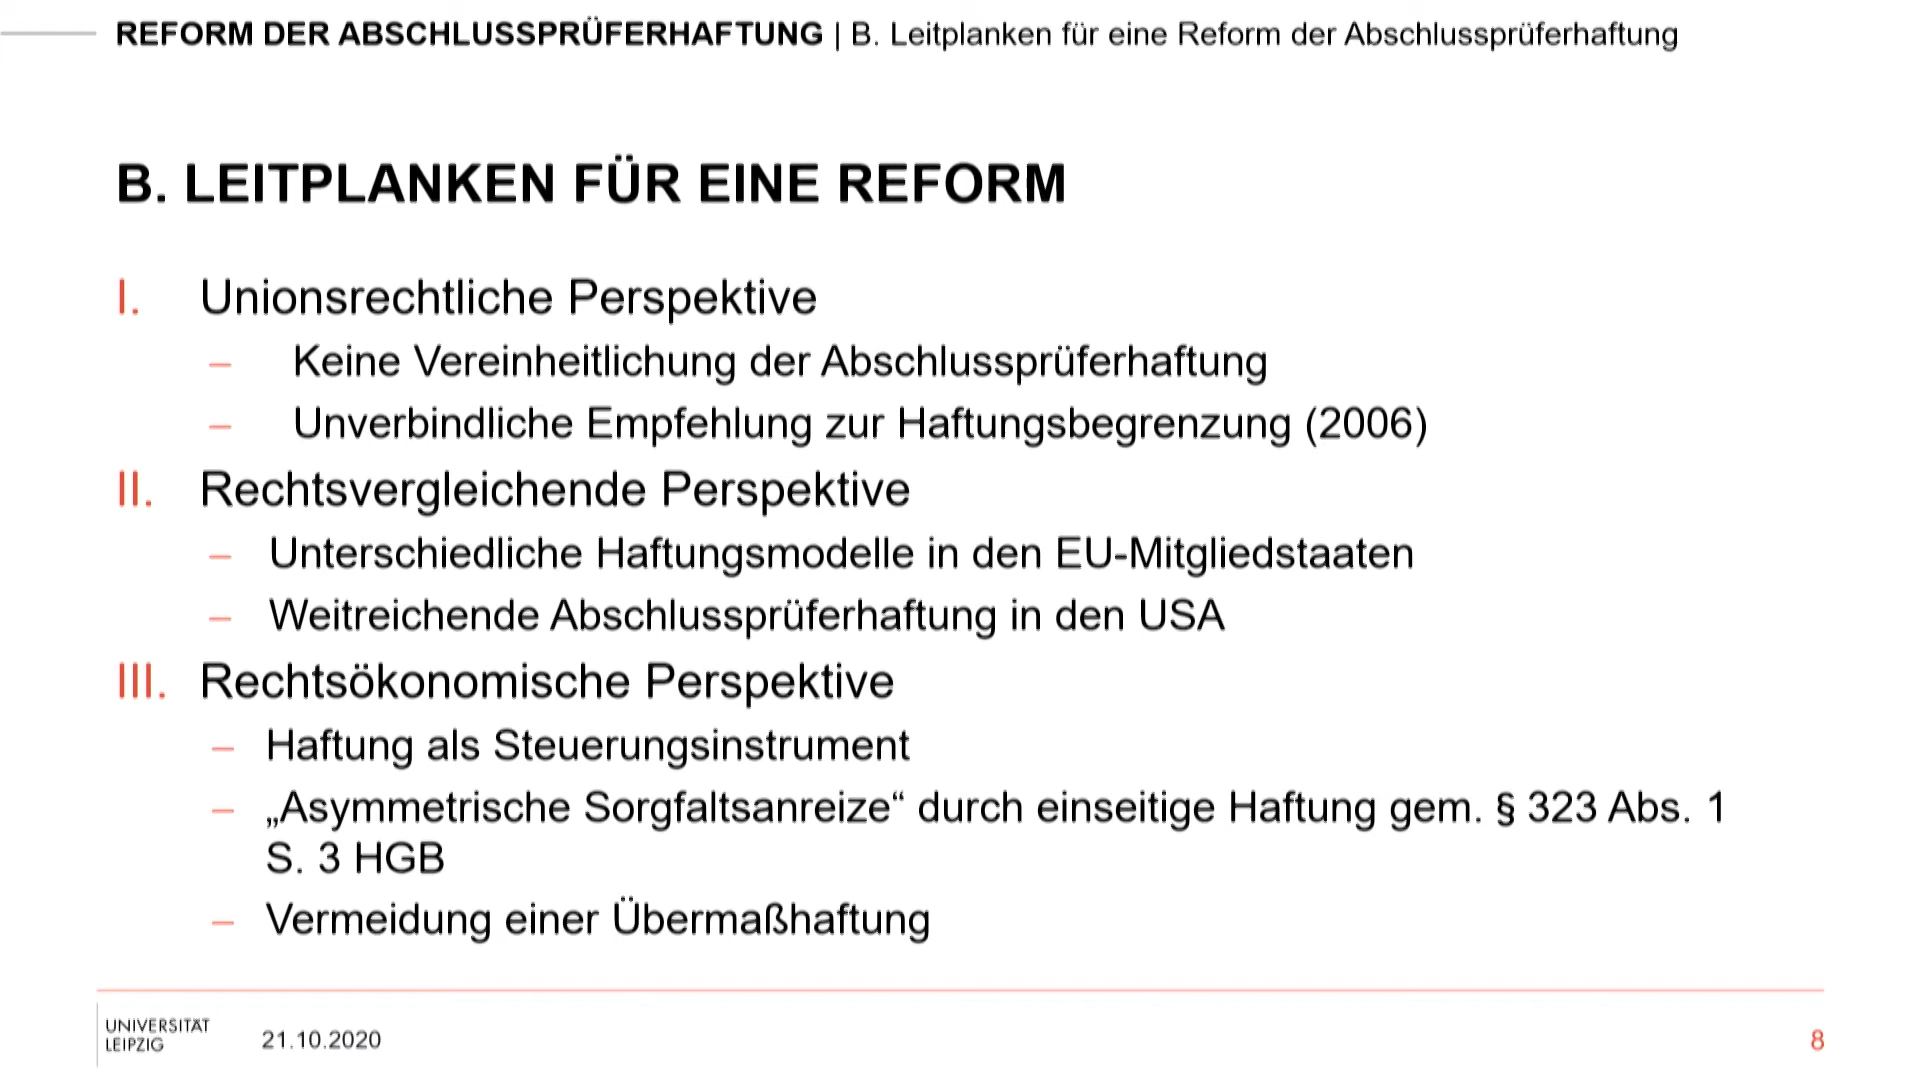 REFORM DER ABSCHLUSSPRÜFERHAFTUNG | B. Leitplanken für eine Reform der Abschlussprüferhaftung
B. LEITPLANKEN FÜR EINE REFORM
I. Unionsrechtliche Perspektive
– Keine Vereinheitlichung der Abschlussprüferhaftung
– Unverbindliche Empfehlung zur Haftungsbegrenzung (2006)
II. Rechtsvergleichende Perspektive
– Unterschiedliche Haftungsmodelle in den EU-Mitgliedstaaten
– Weitreichende Abschlussprüferhaftung in den USA
III. Rechtsökonomische Perspektive
– Haftung als Steuerungsinstrument
– „Asymmetrische Sorgfaltsanreize“ durch einseitige Haftung gem. § 323 Abs. 1
S. 3 HGB
– Vermeidung einer Übermaßhaftung
UNIVERSITÄT
LEIPZIG
21.10.2020
8